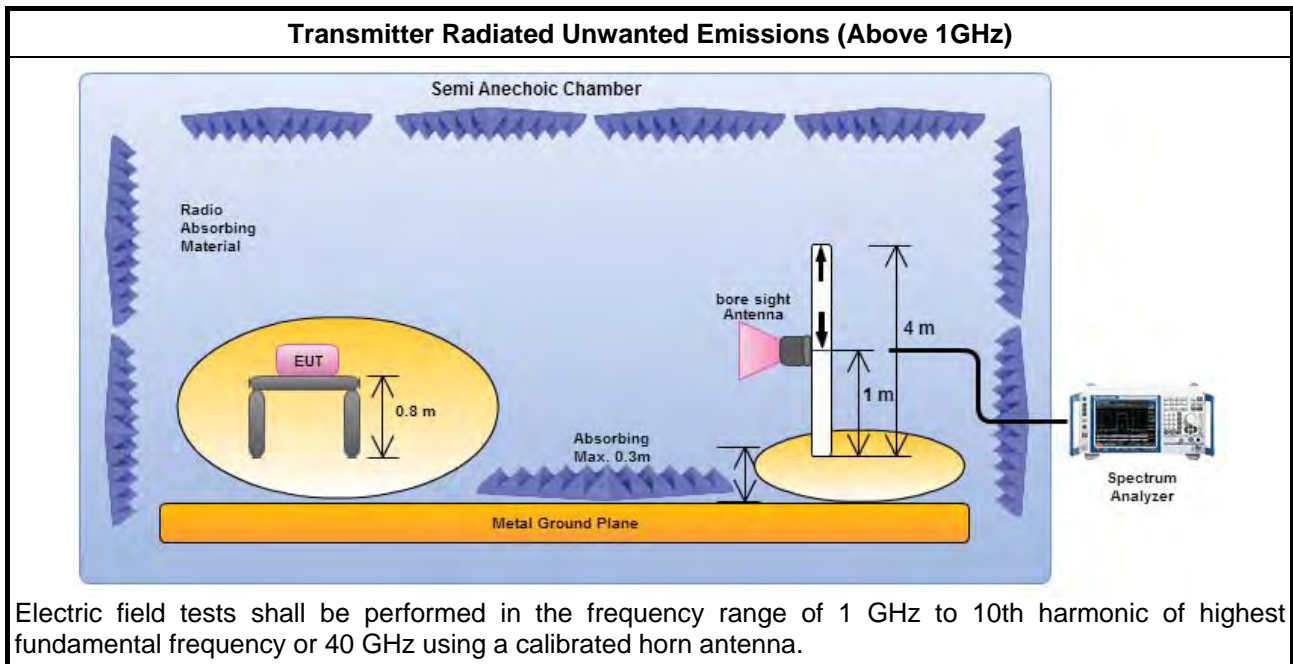 Transmitter Radiated Unwanted Emissions (Above 1GHz)
Semi Anechoic Chamber
Radio
Absorbing
Material
bore sight
Antenna
4 m
EUT
1 m
0.8 m
Absorbing
Max. 0.3m
Spectrum
Analyzer
Metal Ground Plane
Electric field tests shall be performed in the frequency range of 1 GHz to 10th harmonic of highest
fundamental frequency or 40 GHz using a calibrated horn antenna.